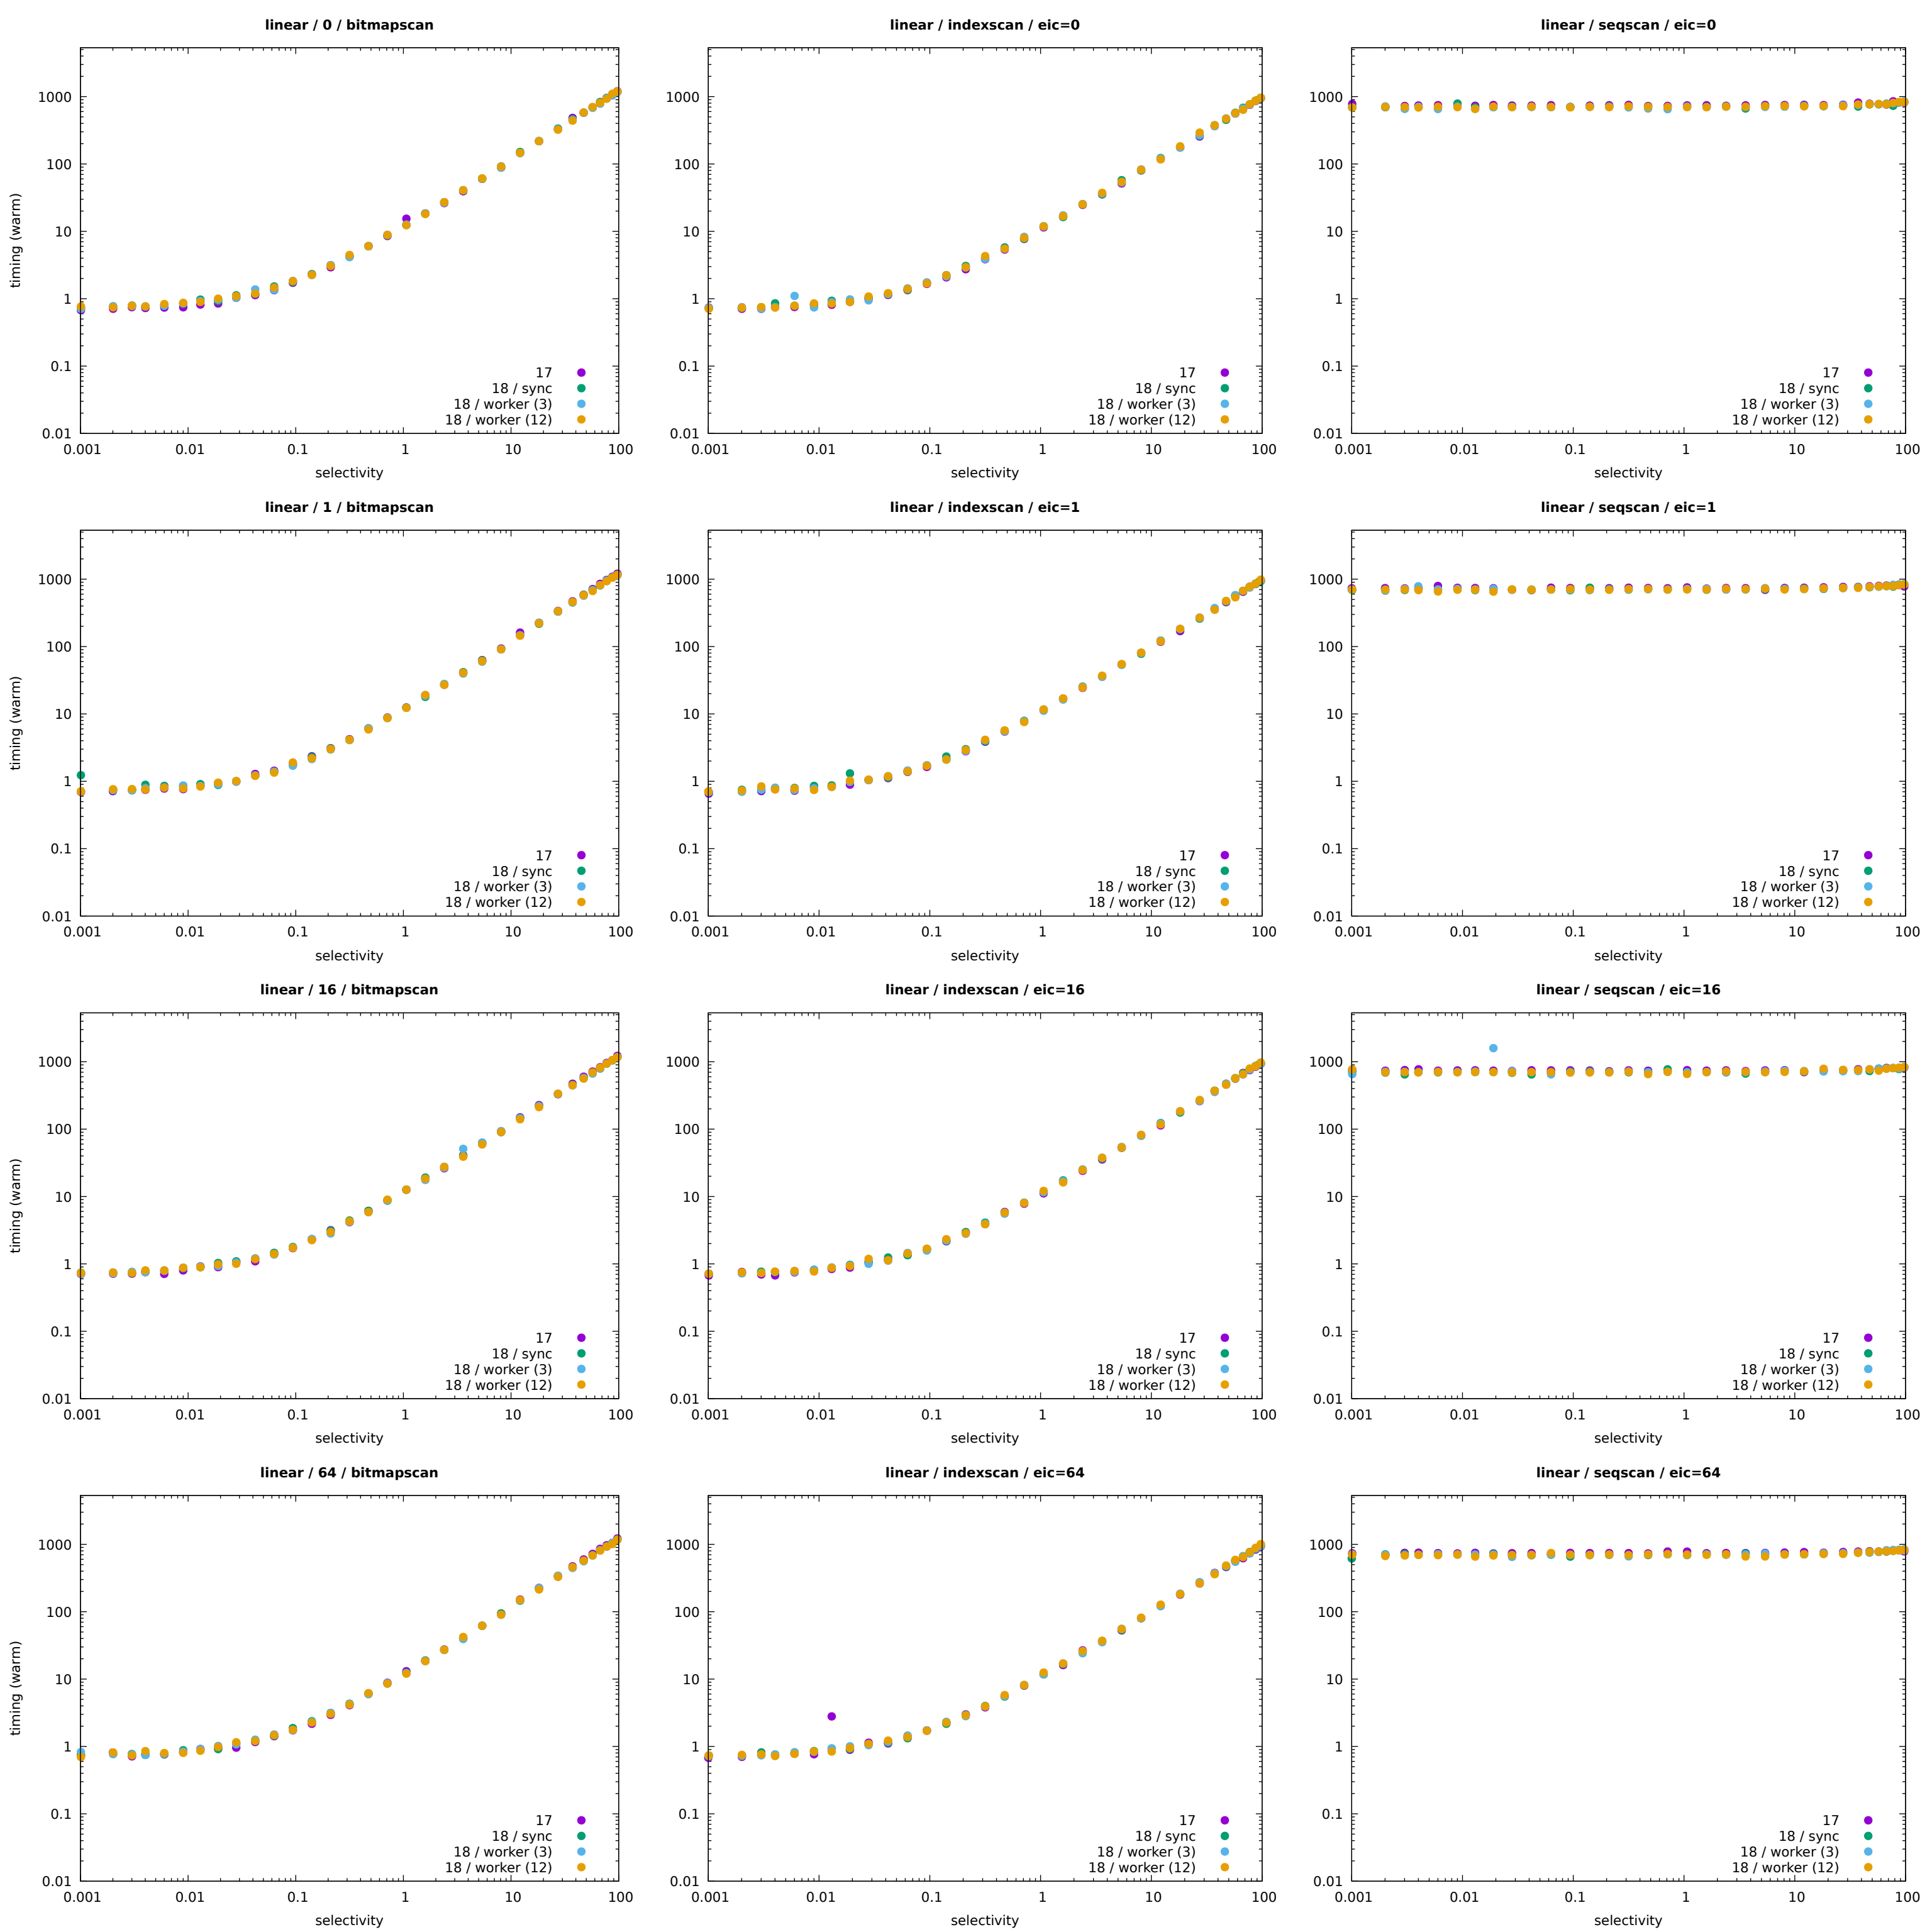 linear / 0 / bitmapscan
timing (warm)
1000
100
10
1
0.1
0.01
17
18 / sync
18 / worker (3)
18 / worker (12)
0.001 0.01 0.1 1 10 100
selectivity
linear / indexscan / eic=0
1000
100
10
1
0.1
0.01
17
18 / sync
18 / worker (3)
18 / worker (12)
0.001 0.01 0.1 1 10 100
selectivity
linear / seqscan / eic=0
1000
100
10
1
0.1
0.01
17
18 / sync
18 / worker (3)
18 / worker (12)
0.001 0.01 0.1 1 10 100
selectivity
linear / 1 / bitmapscan
timing (warm)
1000
100
10
1
0.1
0.01
17
18 / sync
18 / worker (3)
18 / worker (12)
0.001 0.01 0.1 1 10 100
selectivity
linear / indexscan / eic=1
1000
100
10
1
0.1
0.01
17
18 / sync
18 / worker (3)
18 / worker (12)
0.001 0.01 0.1 1 10 100
selectivity
linear / seqscan / eic=1
1000
100
10
1
0.1
0.01
17
18 / sync
18 / worker (3)
18 / worker (12)
0.001 0.01 0.1 1 10 100
selectivity
linear / 16 / bitmapscan
timing (warm)
1000
100
10
1
0.1
0.01
17
18 / sync
18 / worker (3)
18 / worker (12)
0.001 0.01 0.1 1 10 100
selectivity
linear / indexscan / eic=16
1000
100
10
1
0.1
0.01
17
18 / sync
18 / worker (3)
18 / worker (12)
0.001 0.01 0.1 1 10 100
selectivity
linear / seqscan / eic=16
1000
100
10
1
0.1
0.01
17
18 / sync
18 / worker (3)
18 / worker (12)
0.001 0.01 0.1 1 10 100
selectivity
linear / 64 / bitmapscan
timing (warm)
1000
100
10
1
0.1
0.01
17
18 / sync
18 / worker (3)
18 / worker (12)
0.001 0.01 0.1 1 10 100
selectivity
linear / indexscan / eic=64
1000
100
10
1
0.1
0.01
17
18 / sync
18 / worker (3)
18 / worker (12)
0.001 0.01 0.1 1 10 100
selectivity
linear / seqscan / eic=64
1000
100
10
1
0.1
0.01
17
18 / sync
18 / worker (3)
18 / worker (12)
0.001 0.01 0.1 1 10 100
selectivity